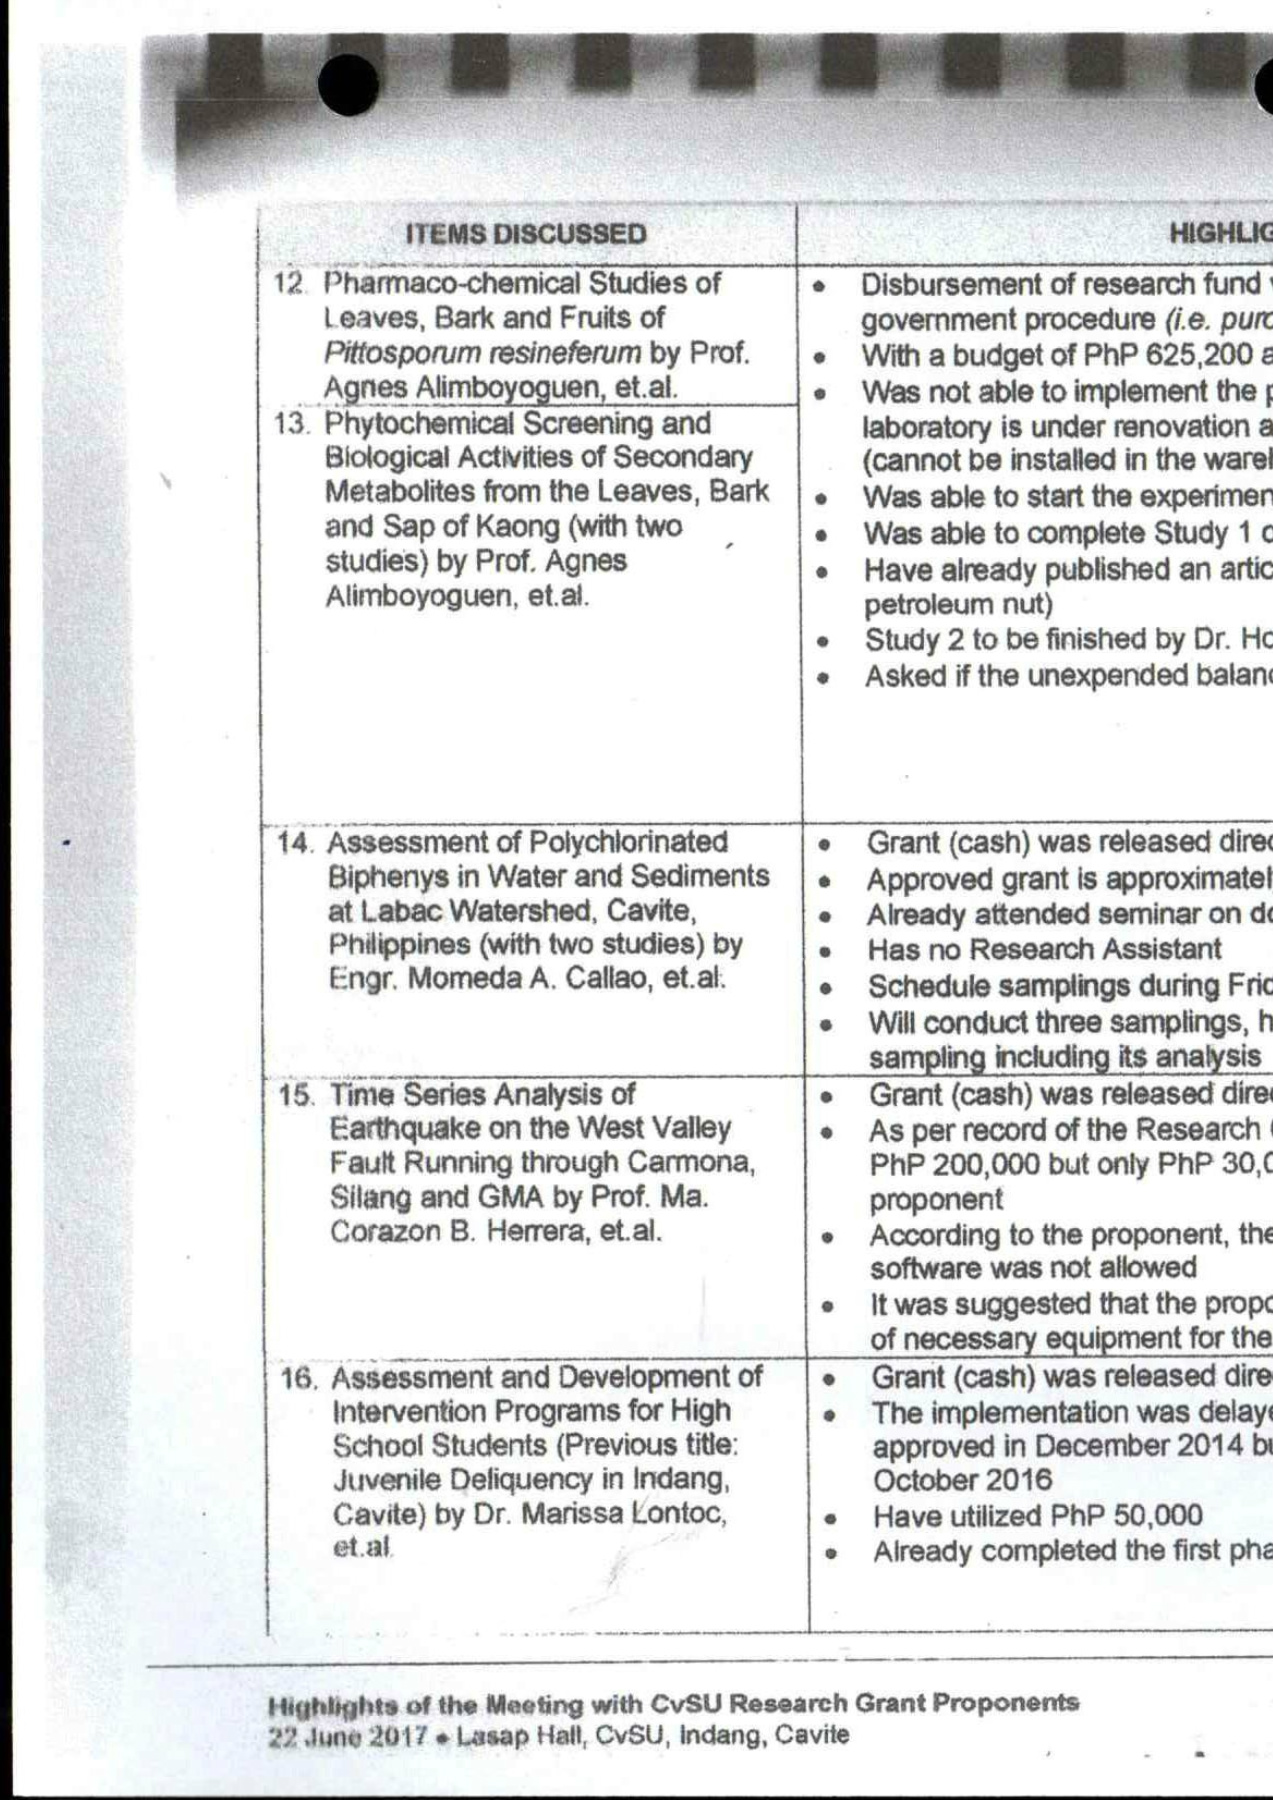 ITEMS DISCUSSED
12. Pharmaco-chemical Studies of
Leaves, Bark and Fruits of
Pittosporum resineferum by Prof.
Agnes Alimboyoguen, et.al.
13. Phytochemical Screening and
Biological Activities of Secondary
Metabolites from the Leaves, Bark
and Sap of Kaong (with two
studies) by Prof. Agnes
Alimboyoguen, et.al.
HIGHLIG
• Disbursement of research fund
government procedure (i.e. purc
• With a budget of PhP 625,200 a
• Was not able to implement the p
laboratory is under renovation a
(cannot be installed in the wareh
• Was able to start the experimen
• Was able to complete Study 1 o
• Have already published an artic
petroleum nut)
• Study 2 to be finished by Dr. Ho
• Asked if the unexpended balanc
14. Assessment of Polychlorinated
Biphenys in Water and Sediments
at Labac Watershed, Cavite,
Philippines (with two studies) by
Engr. Momeda A. Callao, et.al.
• Grant (cash) was released direc
• Approved grant is approximatel
• Already attended seminar on do
• Has no Research Assistant
• Schedule samplings during Frid
• Will conduct three samplings, h
sampling including its analysis
15. Time Series Analysis of
Earthquake on the West Valley
Fault Running through Carmona,
Silang and GMA by Prof. Ma.
Corazon B. Herrera, et.al.
• Grant (cash) was released direc
• As per record of the Research
PhP 200,000 but only PhP 30,0
proponent
• According to the proponent, the
software was not allowed
• It was suggested that the propo
of necessary equipment for the
16. Assessment and Development of
Intervention Programs for High
School Students (Previous title:
Juvenile Deliquency in Indang,
Cavite) by Dr. Marissa Lontoc,
et.al.
• Grant (cash) was released direc
• The implementation was delaye
approved in December 2014 bu
October 2016
• Have utilized PhP 50,000
• Already completed the first pha
Highlights of the Meeting with CvSU Research Grant Proponents
22 June 2017 • Lasap Hall, CvSU, Indang, Cavite